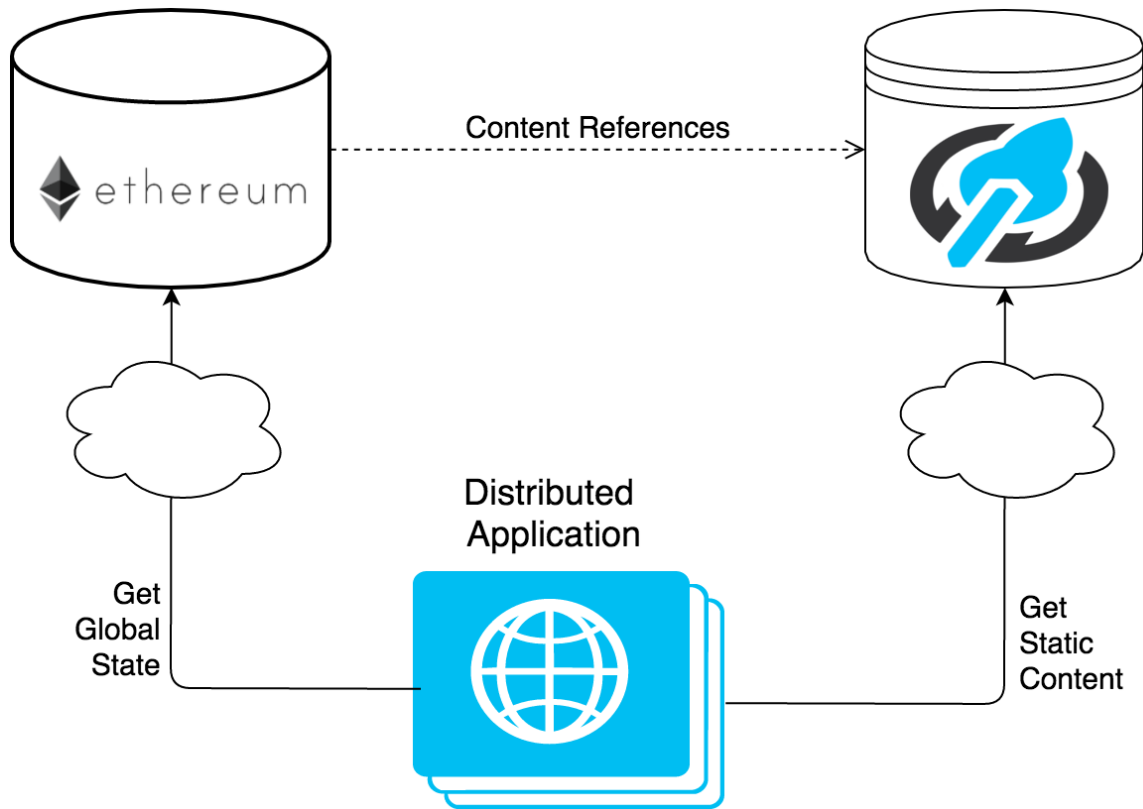 Content References
ethereum
Distributed
Application
Get
Global
State
Get
Static
Content